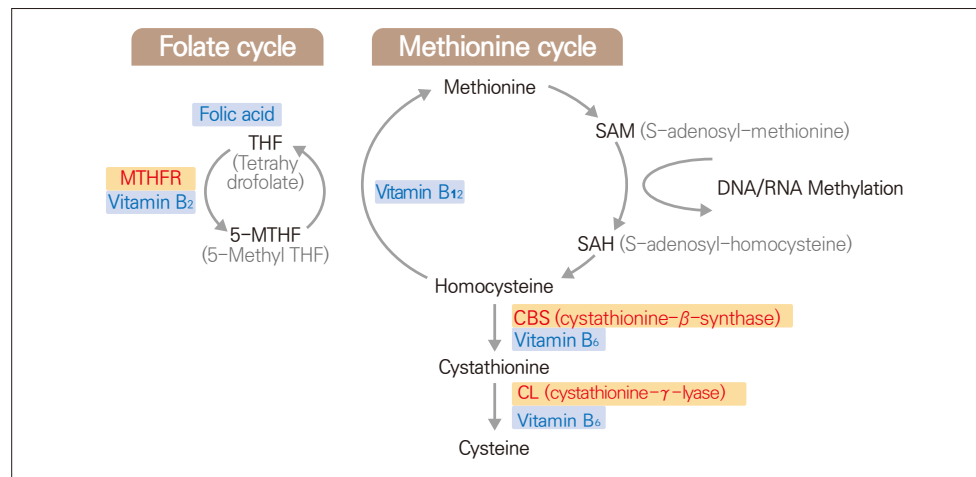 Folate cycle
Methionine cycle
Methionine
Folic acid
THF
(Tetrahy
drofolate)
SAM (S-adenosyl-methionine)
MTHFR
Vitamin B₂
Vitamin B₁₂
DNA/RNA Methylation
5-MTHF
(5-Methyl THF)
SAH (S-adenosyl-homocysteine)
Homocysteine
CBS (cystathionine-β-synthase)
Vitamin B₆
Cystathionine
CL (cystathionine-γ-lyase)
Vitamin B₆
Cysteine